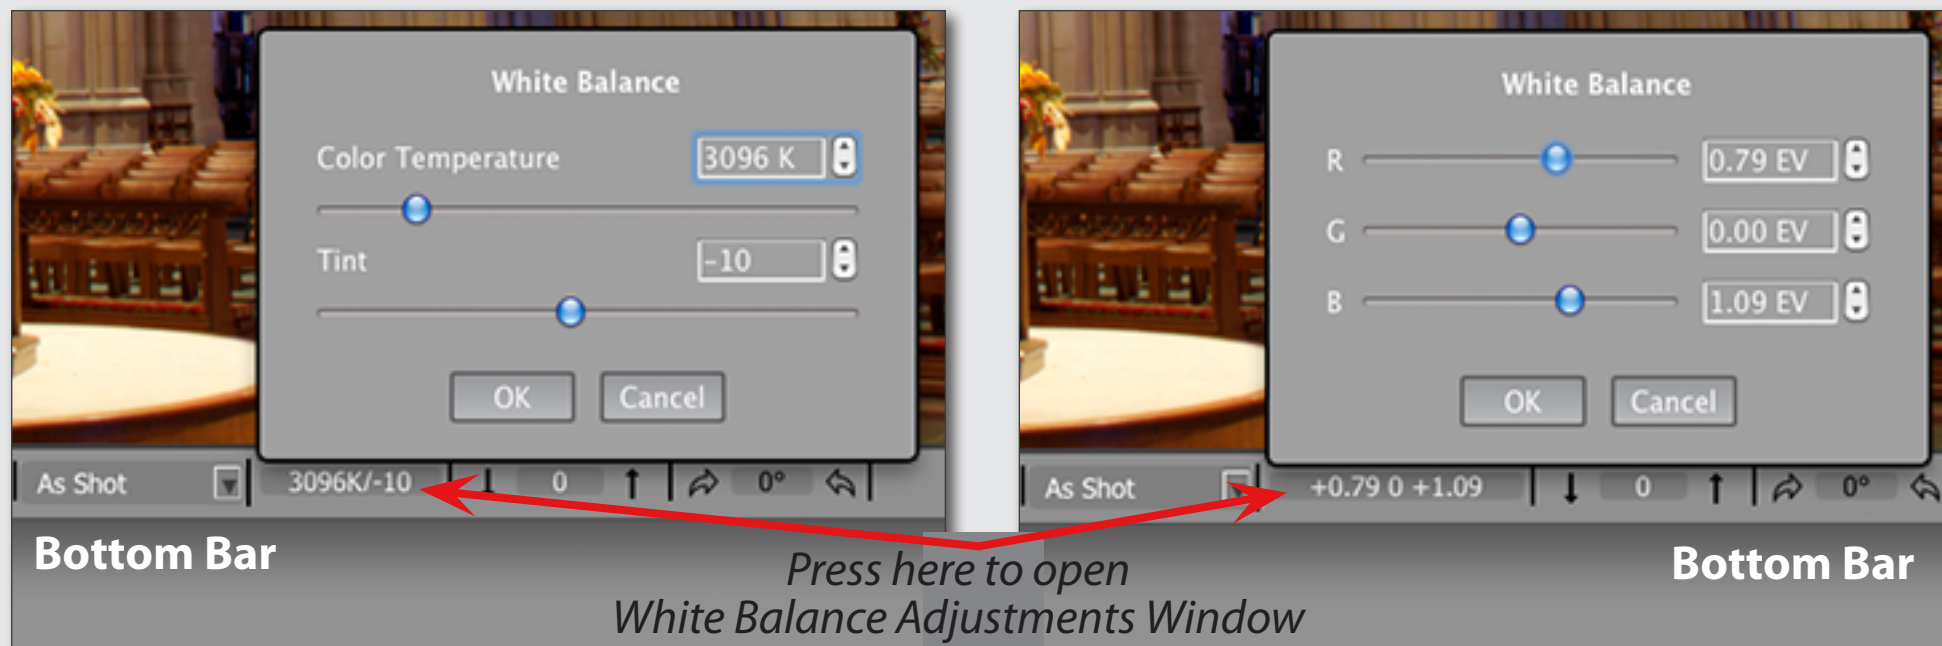 White Balance
Color Temperature 3096 K
Tint -10
OK Cancel
As Shot 3096K/-10 0 0°
Bottom Bar
White Balance
R 0.79 EV
G 0.00 EV
B 1.09 EV
OK Cancel
As Shot +0.79 0 +1.09 0 0°
Bottom Bar
Press here to open
White Balance Adjustments Window